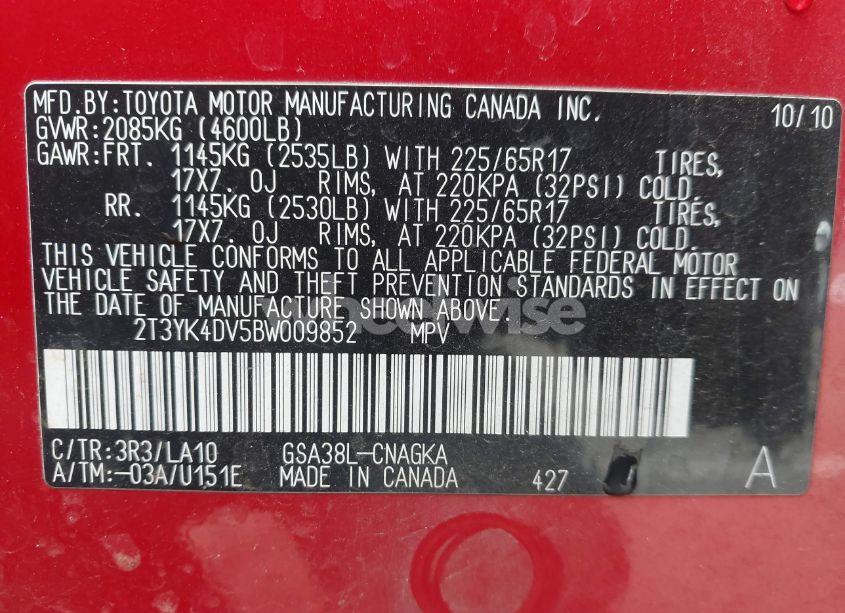 MFD.BY:TOYOTA MOTOR MANUFACTURING CANADA INC. 10/10
GVWR:2085KG (4600LB)
GAWR:FRT. 1145KG (2535LB) WITH 225/65R17 TIRES,
17X7. 0J RIMS, AT 220KPA (32PSI) COLD.
RR. 1145KG (2530LB) WITH 225/65R17 TIRES,
17X7. 0J RIMS, AT 220KPA (32PSI) COLD.
THIS VEHICLE CONFORMS TO ALL APPLICABLE FEDERAL MOTOR
VEHICLE SAFETY AND THEFT PREVENTION STANDARDS IN EFFECT ON
THE DATE OF MANUFACTURE SHOWN ABOVE.
wheelwise
2T3YK4DV5BW009852 MPV
C/TR:3R3/LA10 GSA38L-CNAGKA
A/TM:-03A/U151E MADE IN CANADA 427 A